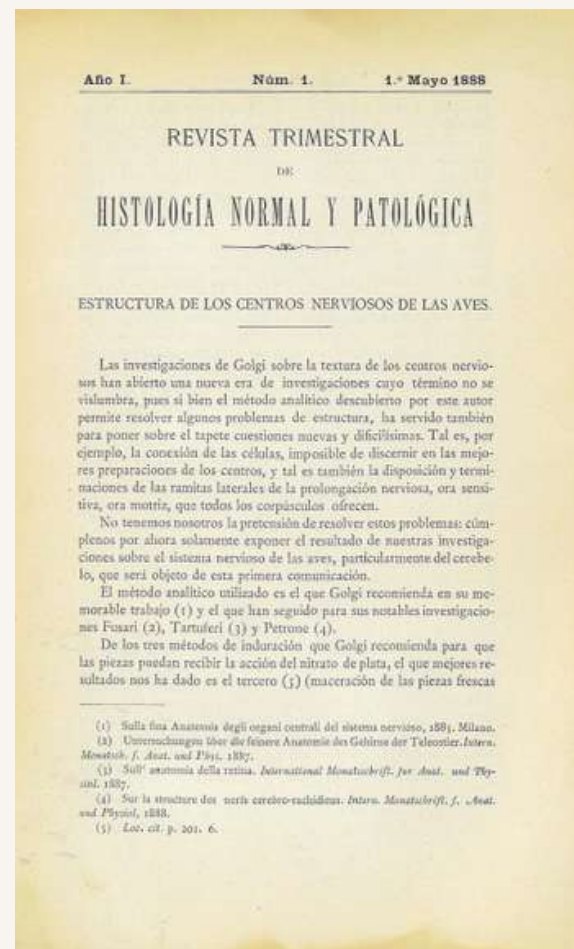 Año I.
Núm. 1.
1.º Mayo 1888
REVISTA TRIMESTRAL
DE
HISTOLOGÍA NORMAL Y PATOLÓGICA
ESTRUCTURA DE LOS CENTROS NERVIOSOS DE LAS AVES.
Las investigaciones de Golgi sobre la textura de los centros nervio-
sos han abierto una nueva era de investigaciones cuyo término no se
vislumbra, pues si bien el método analítico descubierto por este autor
permite resolver algunos problemas de estructura, ha servido también
para poner sobre el tapete cuestiones nuevas y dificilísimas. Tal es, por
ejemplo, la conexión de las células, imposible de discernir en las mejo-
res preparaciones de los centros, y tal es también la disposición y termi-
naciones de las ramitas laterales de la prolongación nerviosa, ora sensi-
tiva, ora motriz, que todos los corpúsculos ofrecen.
No tenemos nosotros la pretensión de resolver estos problemas: cúm-
plenos por ahora solamente exponer el resultado de nuestras investiga-
ciones sobre el sistema nervioso de las aves, particularmente del cerebe-
lo, que será objeto de esta primera comunicación.
El método analítico utilizado es el que Golgi recomienda en su me-
morable trabajo (1) y el que han seguido para sus notables investigacio-
nes Fusari (2), Tartuferi (3) y Petrone (4).
De los tres métodos de induración que Golgi recomienda para que
las piezas puedan recibir la acción del nitrato de plata, el que mejores re-
sultados nos ha dado es el tercero (5) (maceración de las piezas frescas
(1) Sulla fina Anatomia degli organi centrali del sistema nervioso, 1885. Milano.
(2) Untersuchungen über die feinere Anatomie des Gehirns der Teleostier. Intern.
Monatsch. f. Anat. und Phys. 1887.
(3) Sull' anatomia della retina. International Monatsschrift. fur Anat. und Phy-
siol. 1887.
(4) Sur la structure des nerfs cerebro-rachidiens. Intern. Monatschrift. f. Anat.
und Physiol, 1888.
(5) Loc. cit. p. 201. 6.